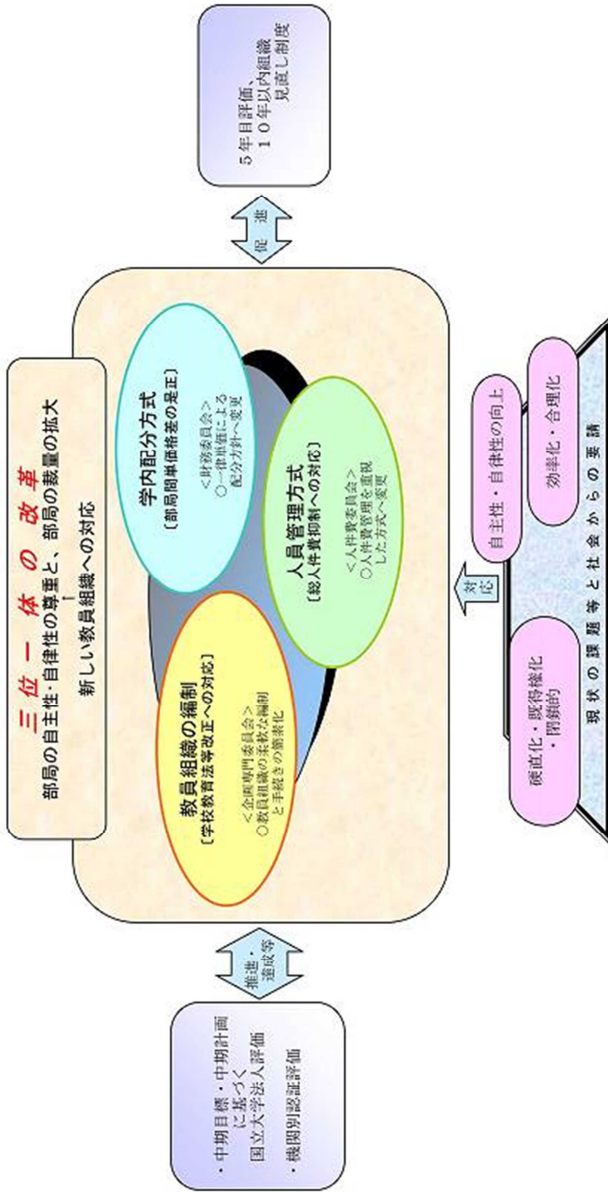 三位一体の改革
部局の自主性・自律性の尊重と、部局の裁量の拡大
新しい教員組織への対応
教員組織の編制
〔学校教育法等改正への対応〕
＜企画専門委員会＞
○教員組織の柔軟な編制
と手続きの簡素化
学内配分方式
〔部局間単価格差の是正〕
＜財務委員会＞
○一律単価による
配分方針へ変更
人員管理方式
〔総人件費抑制への対応〕
＜人件費委員会＞
○人件費管理を重視
した方式へ変更
・中期目標・中期計画
に基づく
国立大学法人評価
・機関別認証評価
推進・
達成等
促進
５年目評価、
１０年以内組織
見直し制度
対応
硬直化・既得権化
・閉鎖的
自主性・自律性の向上
効率化・合理化
現状の課題等と社会からの要請